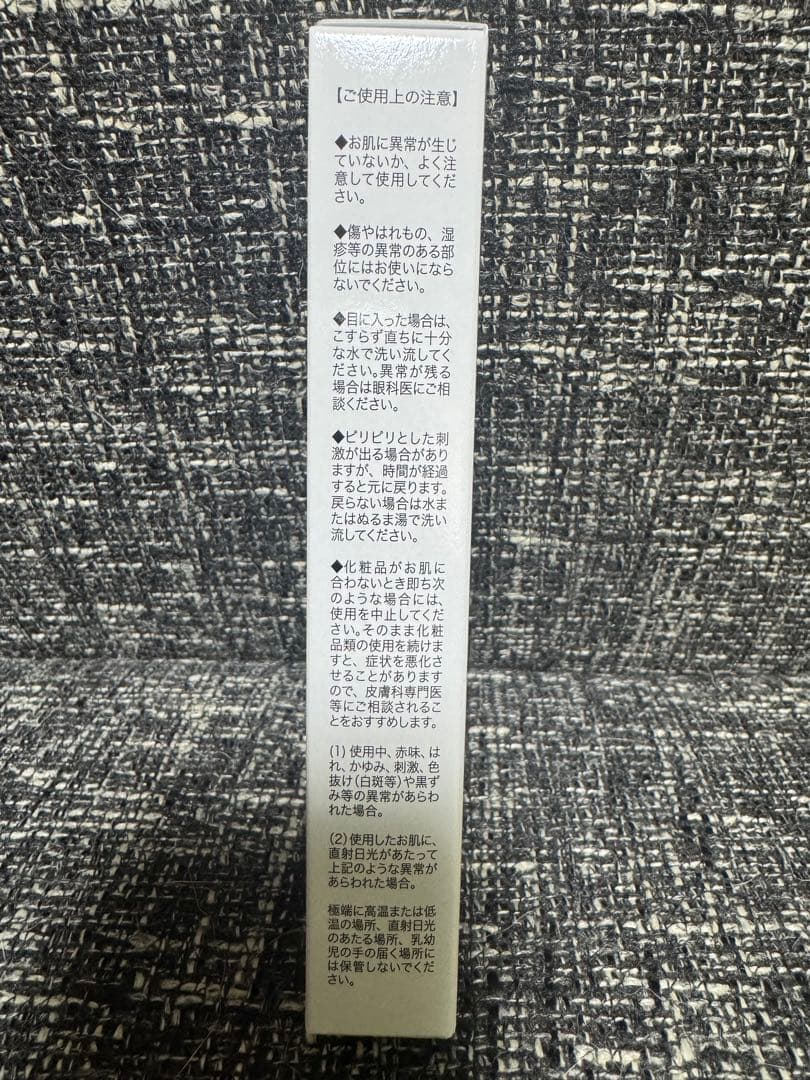 【ご使用上の注意】
◆お肌に異常が生じ
ていないか、よく注
意して使用してくだ
さい。
◆傷やはれもの、湿
疹等の異常のある部
位にはお使いになら
ないでください。
◆目に入った場合は、
こすらず直ちに十分
な水で洗い流してく
ださい。異常が残る
場合は眼科医にご相
談ください。
◆ピリピリとした刺
激が出る場合があり
ますが、時間が経過
すると元に戻ります。
戻らない場合は水ま
たはぬるま湯で洗い
流してください。
◆化粧品がお肌に
合わないとき即ち次
のような場合には、
使用を中止してくだ
さい。そのまま化粧
品類の使用を続けま
すと、症状を悪化さ
せることがあります
ので、皮膚科専門医
等にご相談されるこ
とをおすすめします。
(1) 使用中、赤味、は
れ、かゆみ、刺激、色
抜け(白斑等)や黒ず
み等の異常があらわ
れた場合。
(2) 使用したお肌に、
直射日光があたって
上記のような異常が
あらわれた場合。
極端に高温または低
温の場所、直射日光
のあたる場所、乳幼
児の手の届く場所に
は保管しないでくだ
さい。